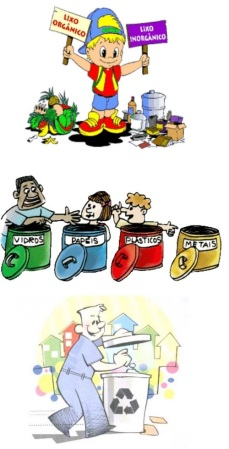 LIXO
ORGÂNICO
LIXO
INORGÂNICO
VIDROS
PAPÉIS
PLÁSTICOS
METAIS